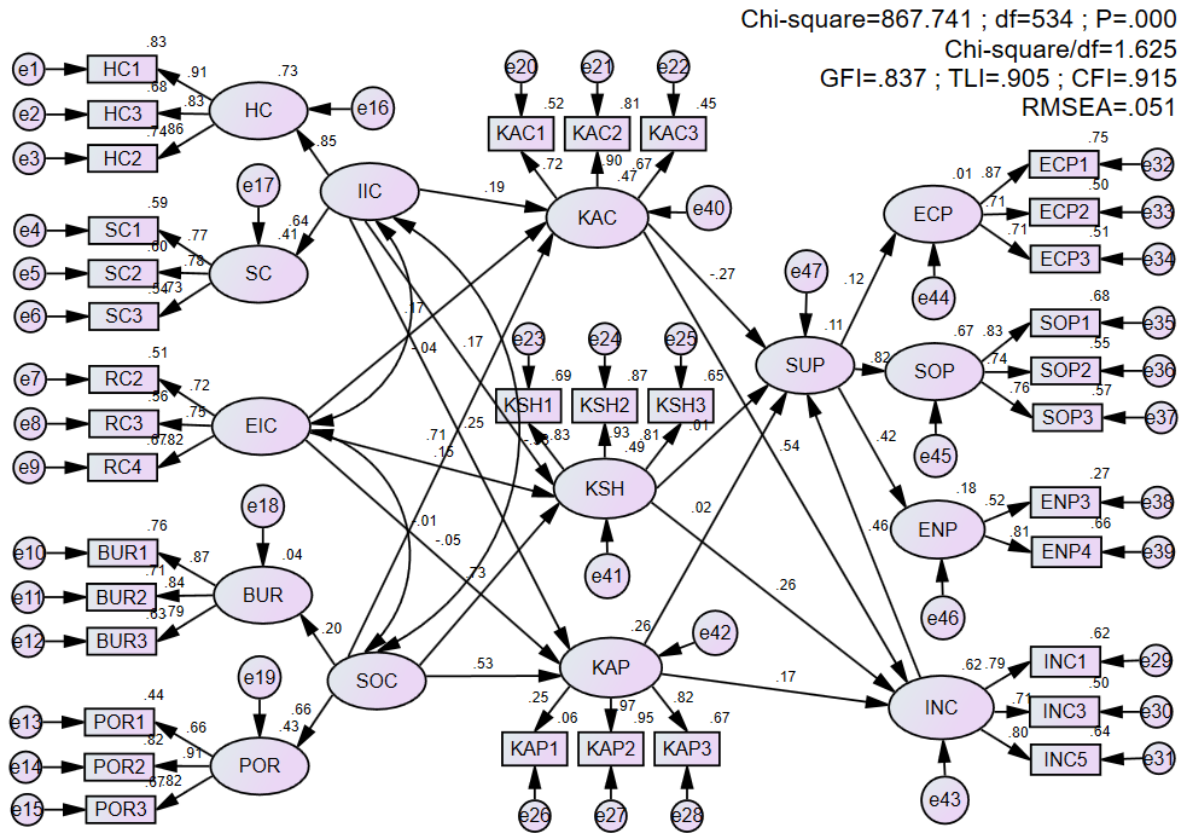 Chi-square=867.741 ; df=534 ; P=.000
Chi-square/df=1.625
GFI=.837 ; TLI=.905 ; CFI=.915
RMSEA=.051
e1 HC1 .83 .91
e2 HC3 .68 .83
e3 HC2 .74 .86
HC .73 e16
.85
e4 SC1 .59 .77
e5 SC2 .60 .78
e6 SC3 .54 .73
SC .41 e17
.64
IIC
e7 RC2 .51 .72
e8 RC3 .56 .75
e9 RC4 .67 .82
EIC
e10 BUR1 .76 .87
e11 BUR2 .71 .84
e12 BUR3 .63 .79
BUR .04 e18
.20
e13 POR1 .44 .66
e14 POR2 .82 .91
e15 POR3 .67 .82
POR .43 e19
.66
SOC
e20 e21 e22
.52 .81 .45
KAC1 KAC2 KAC3
.72 .90 .67
.47
KAC e40
.19
.17
-.04
.17
e23 e24 e25
.69 .87 .65
KSH1 KSH2 KSH3
.83 .93 .81
.49
KSH
e41
.01
.71
.25
.15
-.01
-.05
.73
.53
KAP .26 e42
.25 .97 .82
.06 .95 .67
KAP1 KAP2 KAP3
e26 e27 e28
-.27
.54
.02
.46
.26
.17
e47
SUP .11
.12
.82
.42
ECP .01 e44
.87 ECP1 .75 e32
.71 ECP2 .50 e33
.71 ECP3 .51 e34
SOP .67 e45
.83 SOP1 .68 e35
.74 SOP2 .55 e36
.76 SOP3 .57 e37
ENP .18 e46
.52 ENP3 .27 e38
.81 ENP4 .66 e39
INC .62 e43
.79 INC1 .62 e29
.71 INC3 .50 e30
.80 INC5 .64 e31